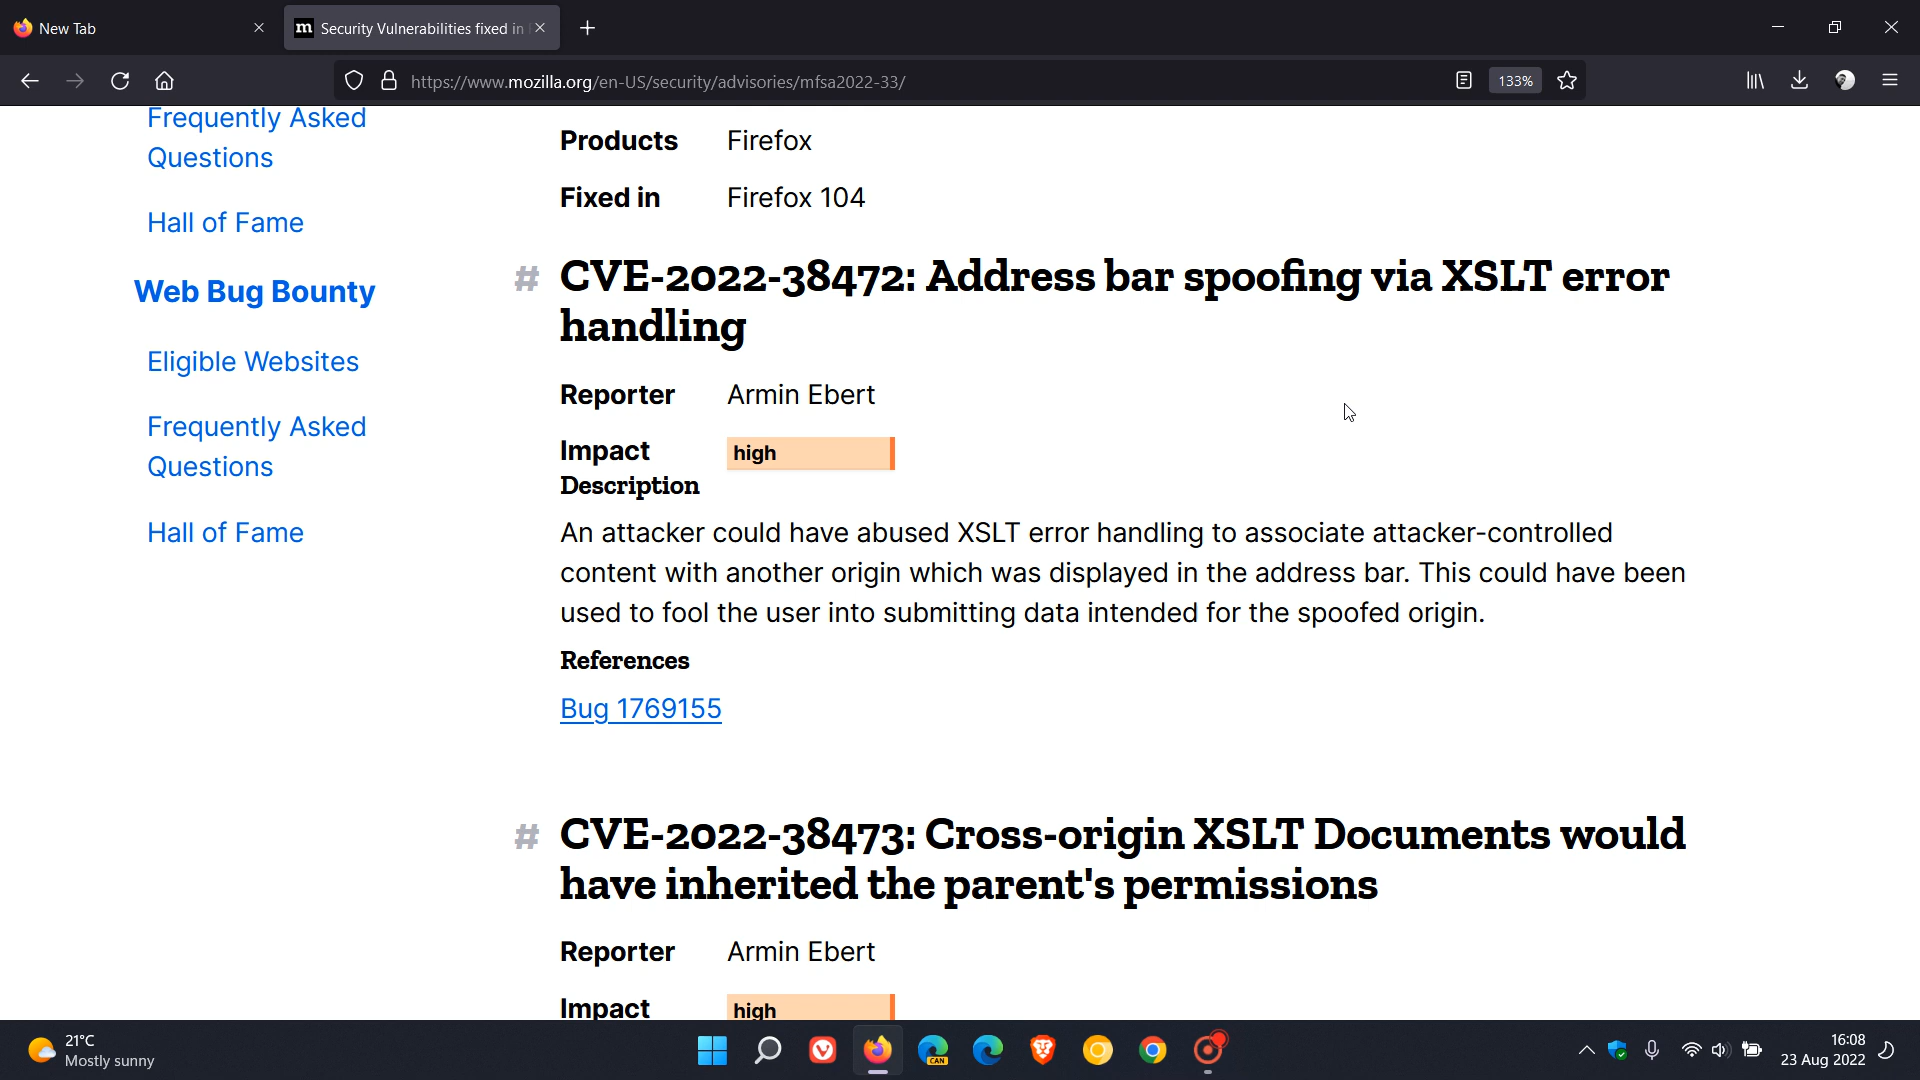 New Tab
Security Vulnerabilities fixed in
https://www.mozilla.org/en-US/security/advisories/mfsa2022-33/
133%
Frequently Asked
Questions
Hall of Fame
Web Bug Bounty
Eligible Websites
Frequently Asked
Questions
Hall of Fame
Products Firefox
Fixed in Firefox 104
# CVE-2022-38472: Address bar spoofing via XSLT error
handling
Reporter Armin Ebert
Impact high
Description
An attacker could have abused XSLT error handling to associate attacker-controlled
content with another origin which was displayed in the address bar. This could have been
used to fool the user into submitting data intended for the spoofed origin.
References
Bug 1769155
# CVE-2022-38473: Cross-origin XSLT Documents would
have inherited the parent's permissions
Reporter Armin Ebert
Impact high
21°C
Mostly sunny
CAN
16:08
23 Aug 2022